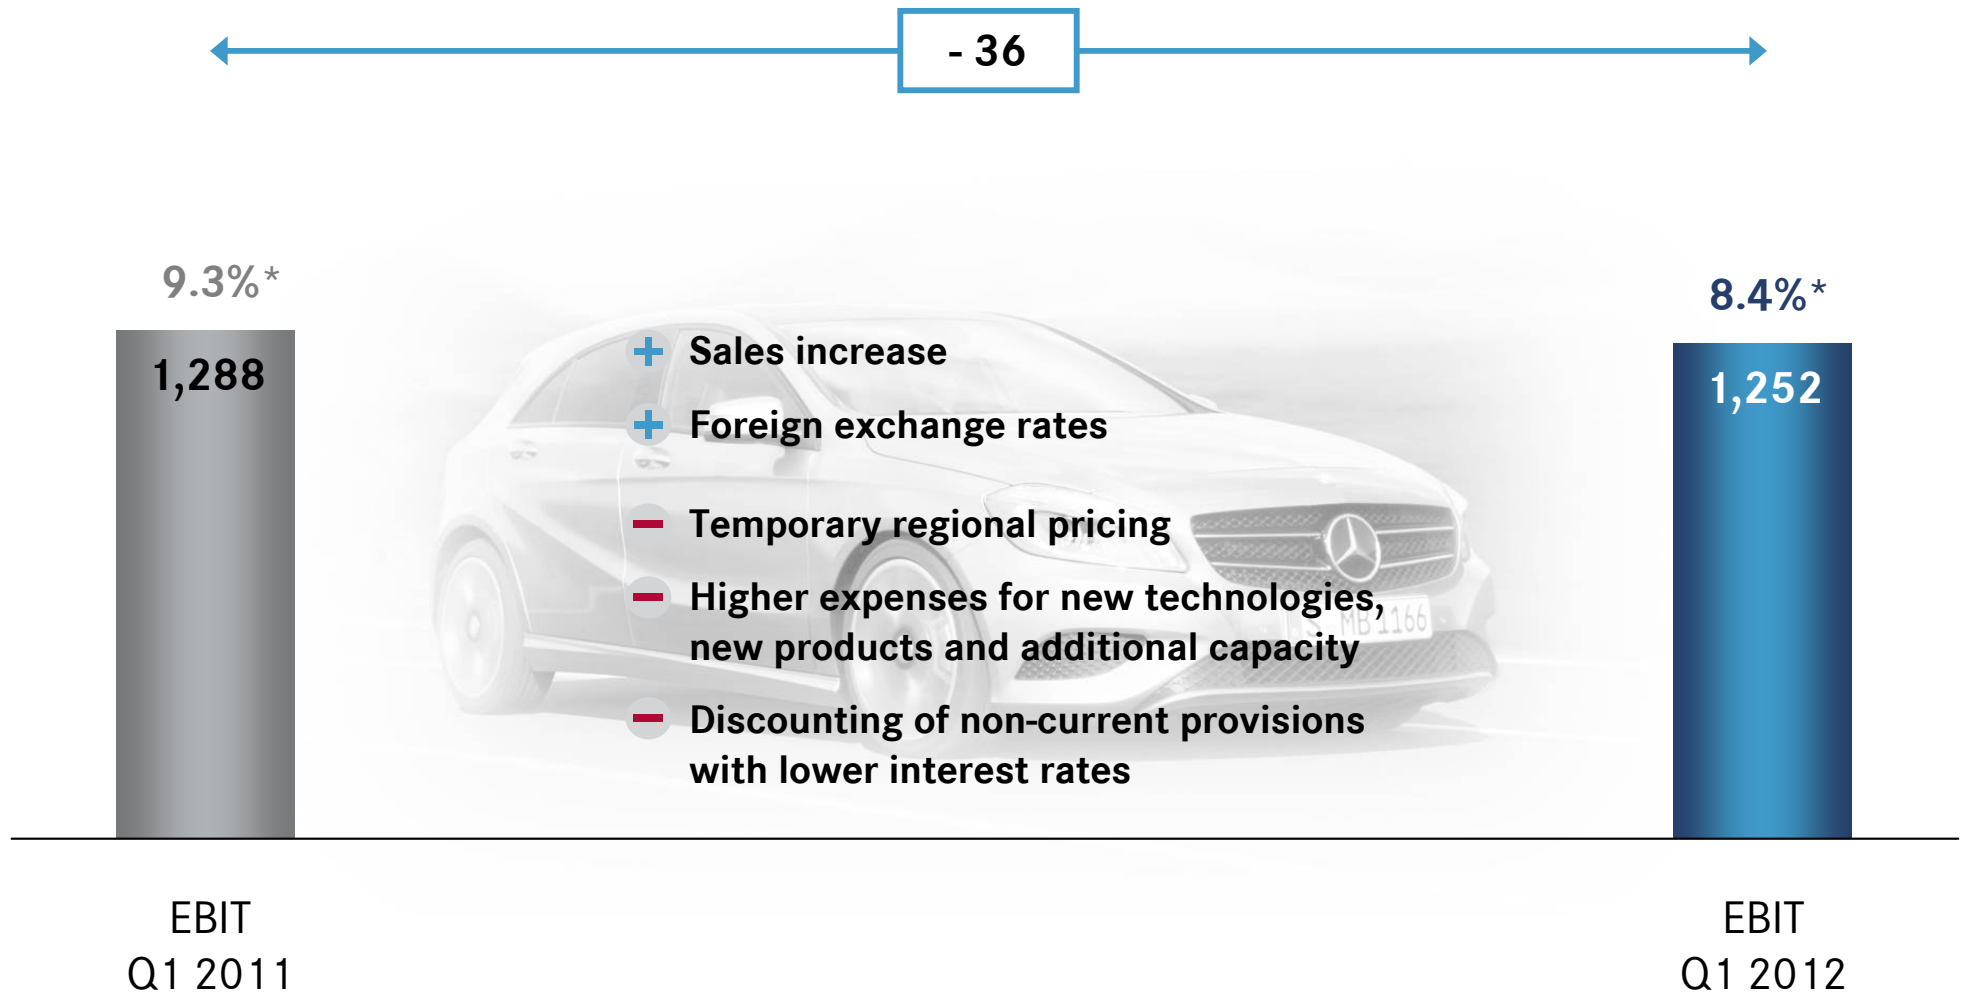 - 36
9.3%*
8.4%*
1,288
1,252
Sales increase
Foreign exchange rates
Temporary regional pricing
Higher expenses for new technologies,
new products and additional capacity
Discounting of non-current provisions
with lower interest rates
S MB 1166
EBIT
Q1 2011
EBIT
Q1 2012